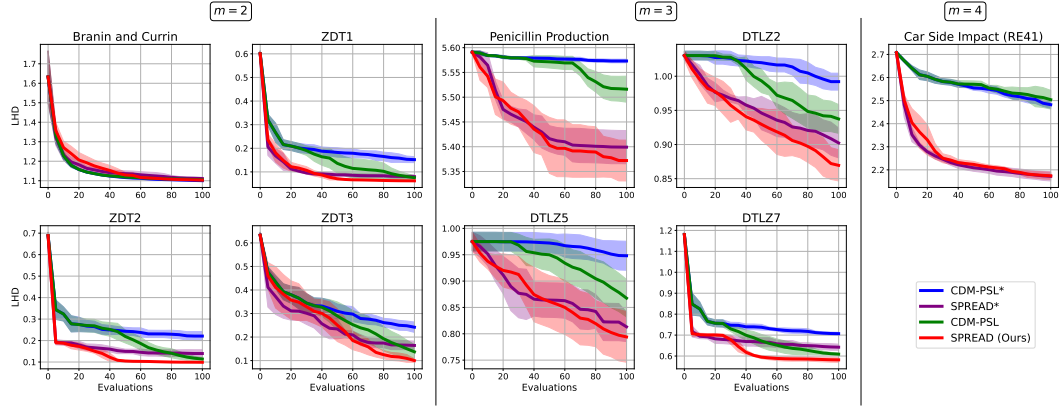 m = 2
m = 3
m = 4
Branin and Currin
LHD
1.7
1.6
1.5
1.4
1.3
1.2
1.1
0 20 40 60 80 100
ZDT1
0.6
0.5
0.4
0.3
0.2
0.1
0 20 40 60 80 100
Penicillin Production
5.60
5.55
5.50
5.45
5.40
5.35
0 20 40 60 80 100
DTLZ2
1.00
0.95
0.90
0.85
0 20 40 60 80 100
Car Side Impact (RE41)
2.7
2.6
2.5
2.4
2.3
2.2
0 20 40 60 80 100
ZDT2
LHD
0.7
0.6
0.5
0.4
0.3
0.2
0.1
0 20 40 60 80 100
Evaluations
ZDT3
0.6
0.5
0.4
0.3
0.2
0.1
0 20 40 60 80 100
Evaluations
DTLZ5
1.00
0.95
0.90
0.85
0.80
0.75
0 20 40 60 80 100
Evaluations
DTLZ7
1.2
1.1
1.0
0.9
0.8
0.7
0.6
0 20 40 60 80 100
Evaluations
CDM-PSL*
SPREAD*
CDM-PSL
SPREAD (Ours)